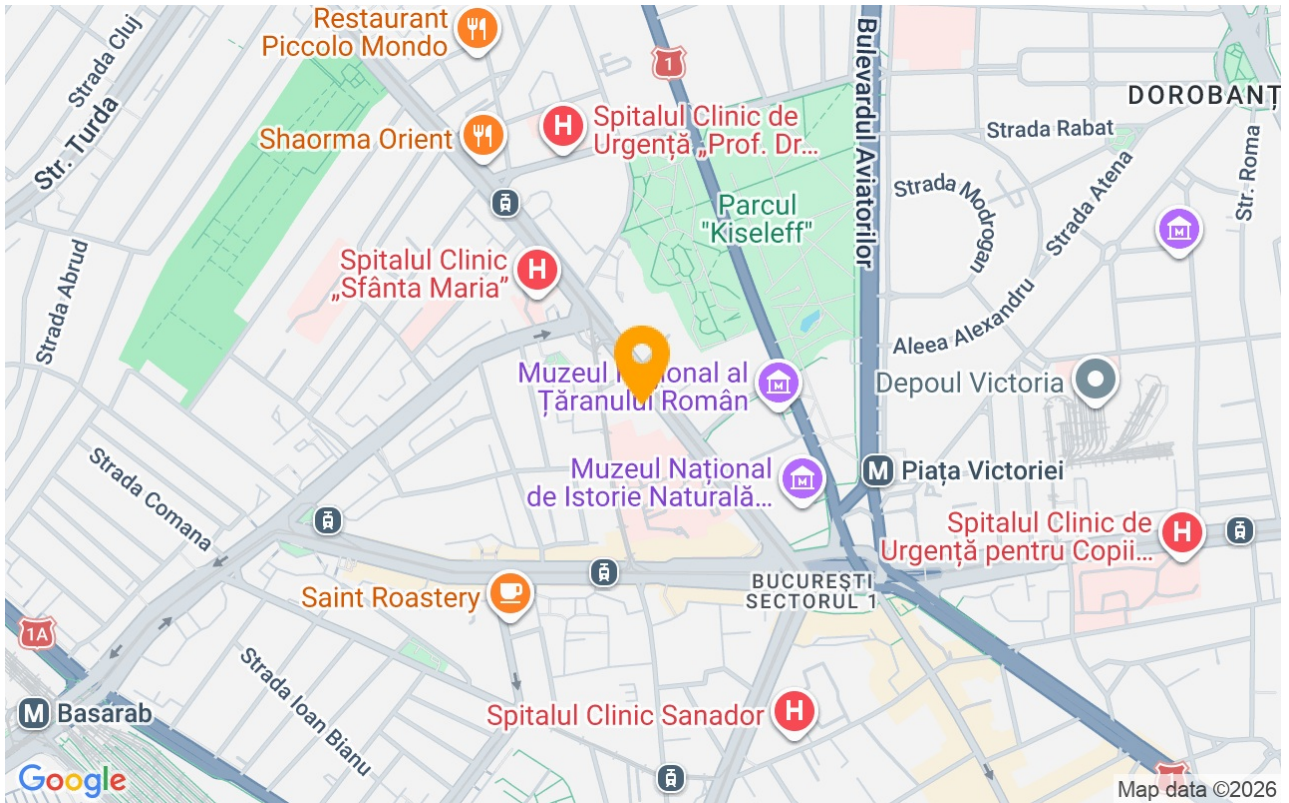 Restaurant
Piccolo Mondo
Strada Cluj
1
Bulevardul Aviatorilor
DOROBANȚ
Str. Turda
Shaorma Orient
H
Spitalul Clinic de
Urgență „Prof. Dr...
Strada Rabat
Strada Atena
Str. Roma
Strada Modrogan
Parcul
"Kiseleff"
M
Spitalul Clinic
„Sfânta Maria”
H
Strada Abrud
Aleea Alexandru
Muzeul al
Țăranului Român
M
Depoul Victoria
Muzeul Național
de Istorie Naturală...
M
M
Piața Victoriei
Strada Comana
Spitalul Clinic de
Urgență pentru Copii...
H
BUCUREȘTI
SECTORUL 1
Saint Roastery
1A
Strada Ioan Bianu
M
Basarab
Spitalul Clinic Sanador
H
Google
Map data ©2026